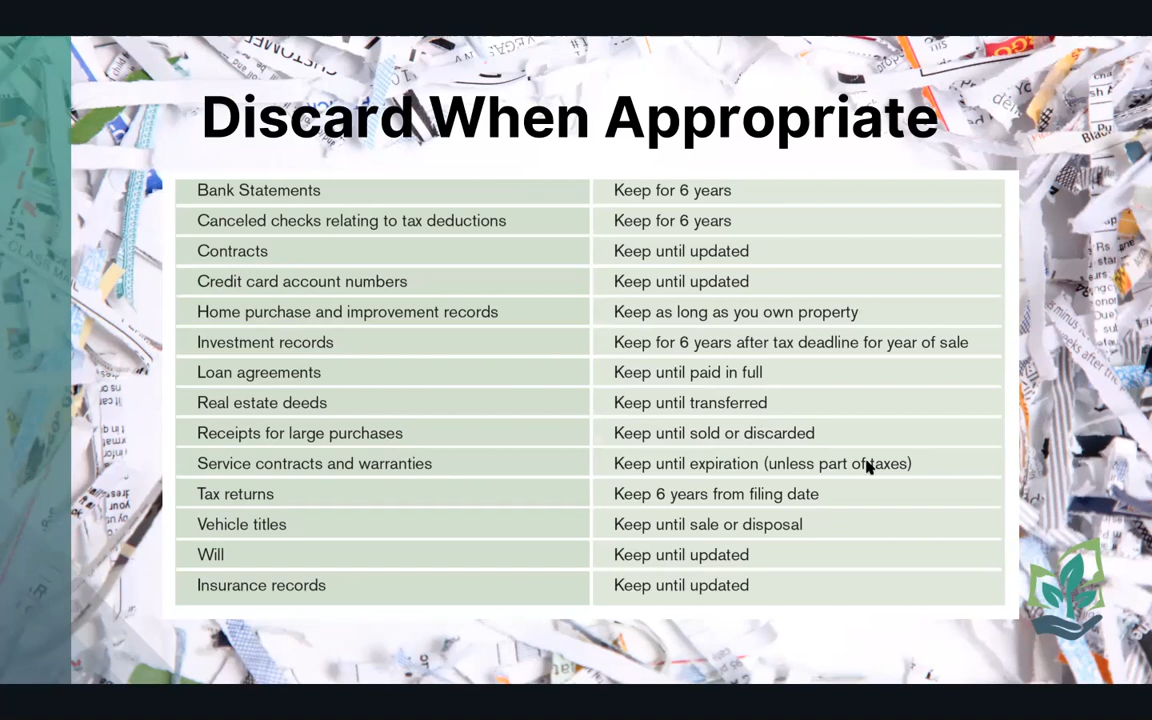 Discard When Appropriate
Bank Statements Keep for 6 years
Canceled checks relating to tax deductions Keep for 6 years
Contracts Keep until updated
Credit card account numbers Keep until updated
Home purchase and improvement records Keep as long as you own property
Investment records Keep for 6 years after tax deadline for year of sale
Loan agreements Keep until paid in full
Real estate deeds Keep until transferred
Receipts for large purchases Keep until sold or discarded
Service contracts and warranties Keep until expiration (unless part of taxes)
Tax returns Keep 6 years from filing date
Vehicle titles Keep until sale or disposal
Will Keep until updated
Insurance records Keep until updated